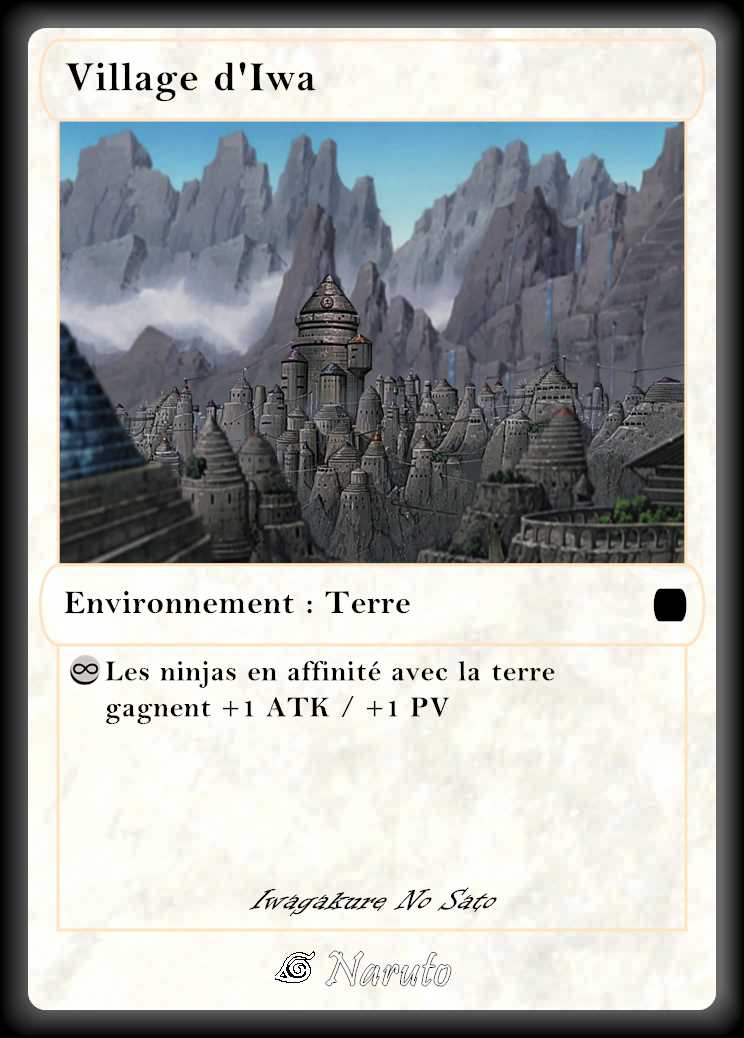 Village d'Iwa
Environnement : Terre
∞ Les ninjas en affinité avec la terre
gagnent +1 ATK / +1 PV
Iwagakure No Sato
Naruto